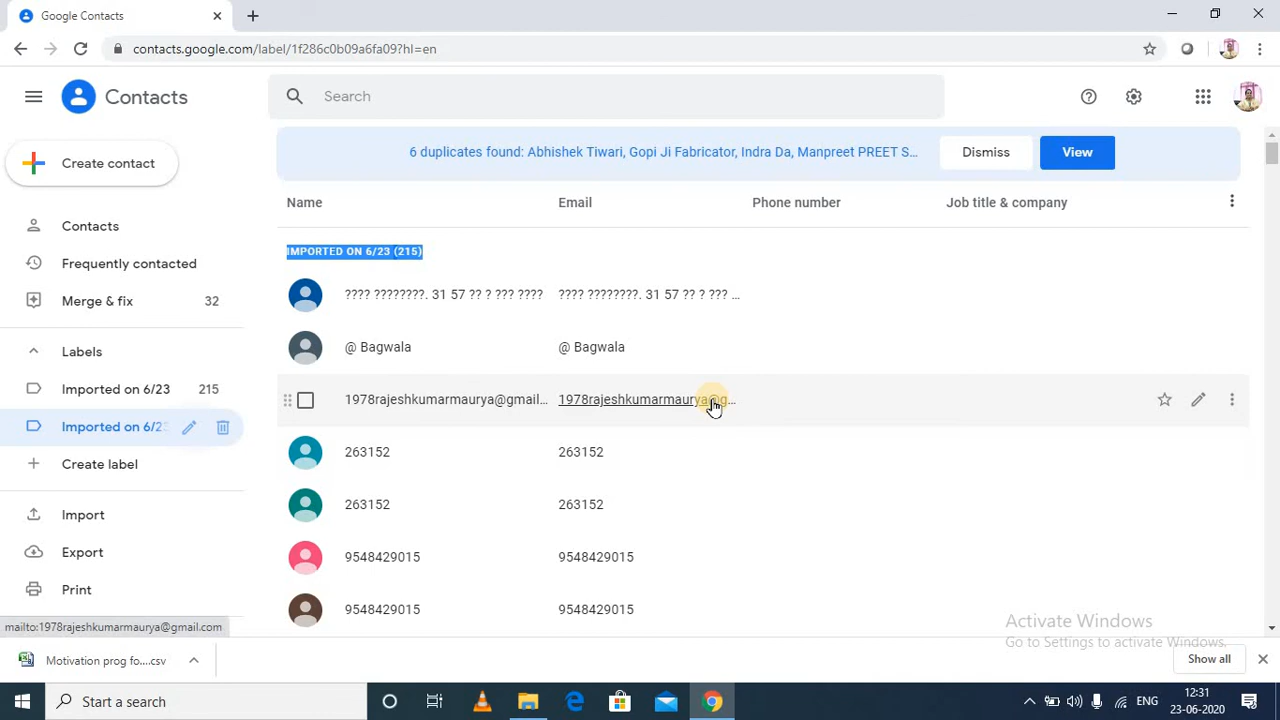 Google Contacts
contacts.google.com/label/1f286c0b09a6fa09?hl=en
Contacts
Search
Create contact
6 duplicates found: Abhishek Tiwari, Gopi Ji Fabricator, Indra Da, Manpreet PREET S...
Dismiss
View
Name Email Phone number Job title & company
Contacts
Frequently contacted
Merge & fix 32
Labels
Imported on 6/23 215
Imported on 6/23
Create label
Import
Export
Print
IMPORTED ON 6/23 (215)
???? ????????. 31 57 ?? ? ??? ???? ???? ????????. 31 57 ?? ? ??? ...
@ Bagwala @ Bagwala
1978rajeshkumarmaurya@gmail... 1978rajeshkumarmaurya@g...
263152 263152
263152 263152
9548429015 9548429015
9548429015 9548429015
mailto:1978rajeshkumarmaurya@gmail.com
Activate Windows
Go to Settings to activate Windows.
Motivation prog fo....csv
Show all
Start a search
ENG
12:31
23-06-2020